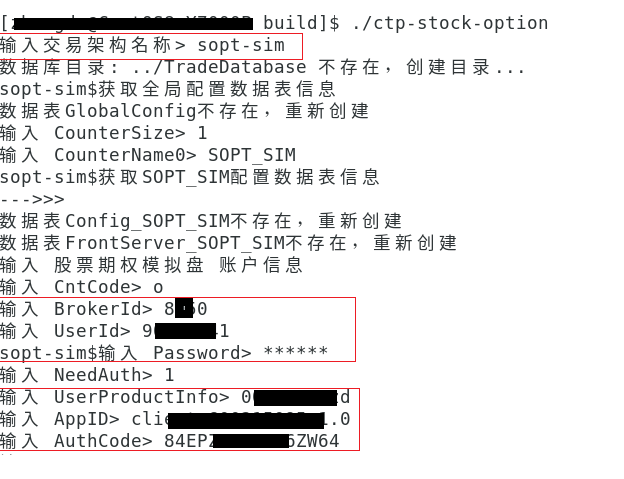 build]$ ./ctp-stock-option
输入交易架构名称> sopt-sim
数据库目录: ../TradeDatabase 不存在，创建目录...
sopt-sim$获取全局配置数据表信息
数据表GlobalConfig不存在，重新创建
输入 CounterSize> 1
输入 CounterName0> SOPT_SIM
sopt-sim$获取SOPT_SIM配置数据表信息
--->>>
数据表Config_SOPT_SIM不存在，重新创建
数据表FrontServer_SOPT_SIM不存在，重新创建
输入 股票期权模拟盘 账户信息
输入 CntCode> o
输入 BrokerId> 8 0
输入 UserId> 9 1
sopt-sim$输入 Password> ******
输入 NeedAuth> 1
输入 UserProductInfo> 0 d
输入 AppID> clie .0
输入 AuthCode> 84EP ZW64